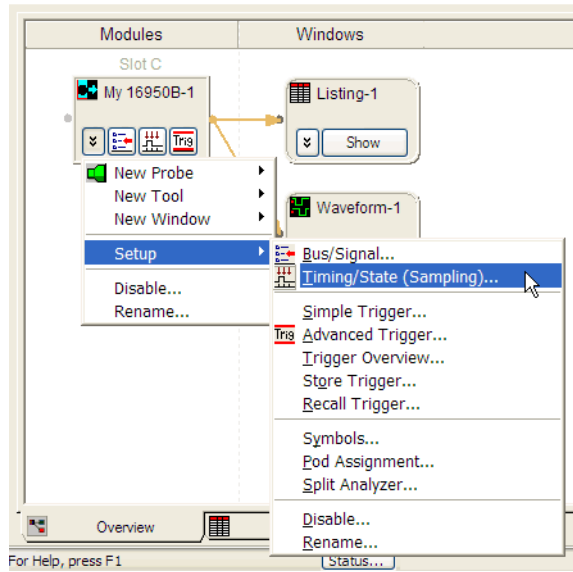 Modules Windows
Slot C
My 16950B-1
Listing-1
Trig
Show
New Probe
New Tool
New Window
Waveform-1
Setup
Bus/Signal...
Timing/State (Sampling)...
Disable...
Rename...
Simple Trigger...
Trig Advanced Trigger...
Trigger Overview...
Store Trigger...
Recall Trigger...
Symbols...
Pod Assignment...
Split Analyzer...
Disable...
Rename...
Overview
For Help, press F1
Status...